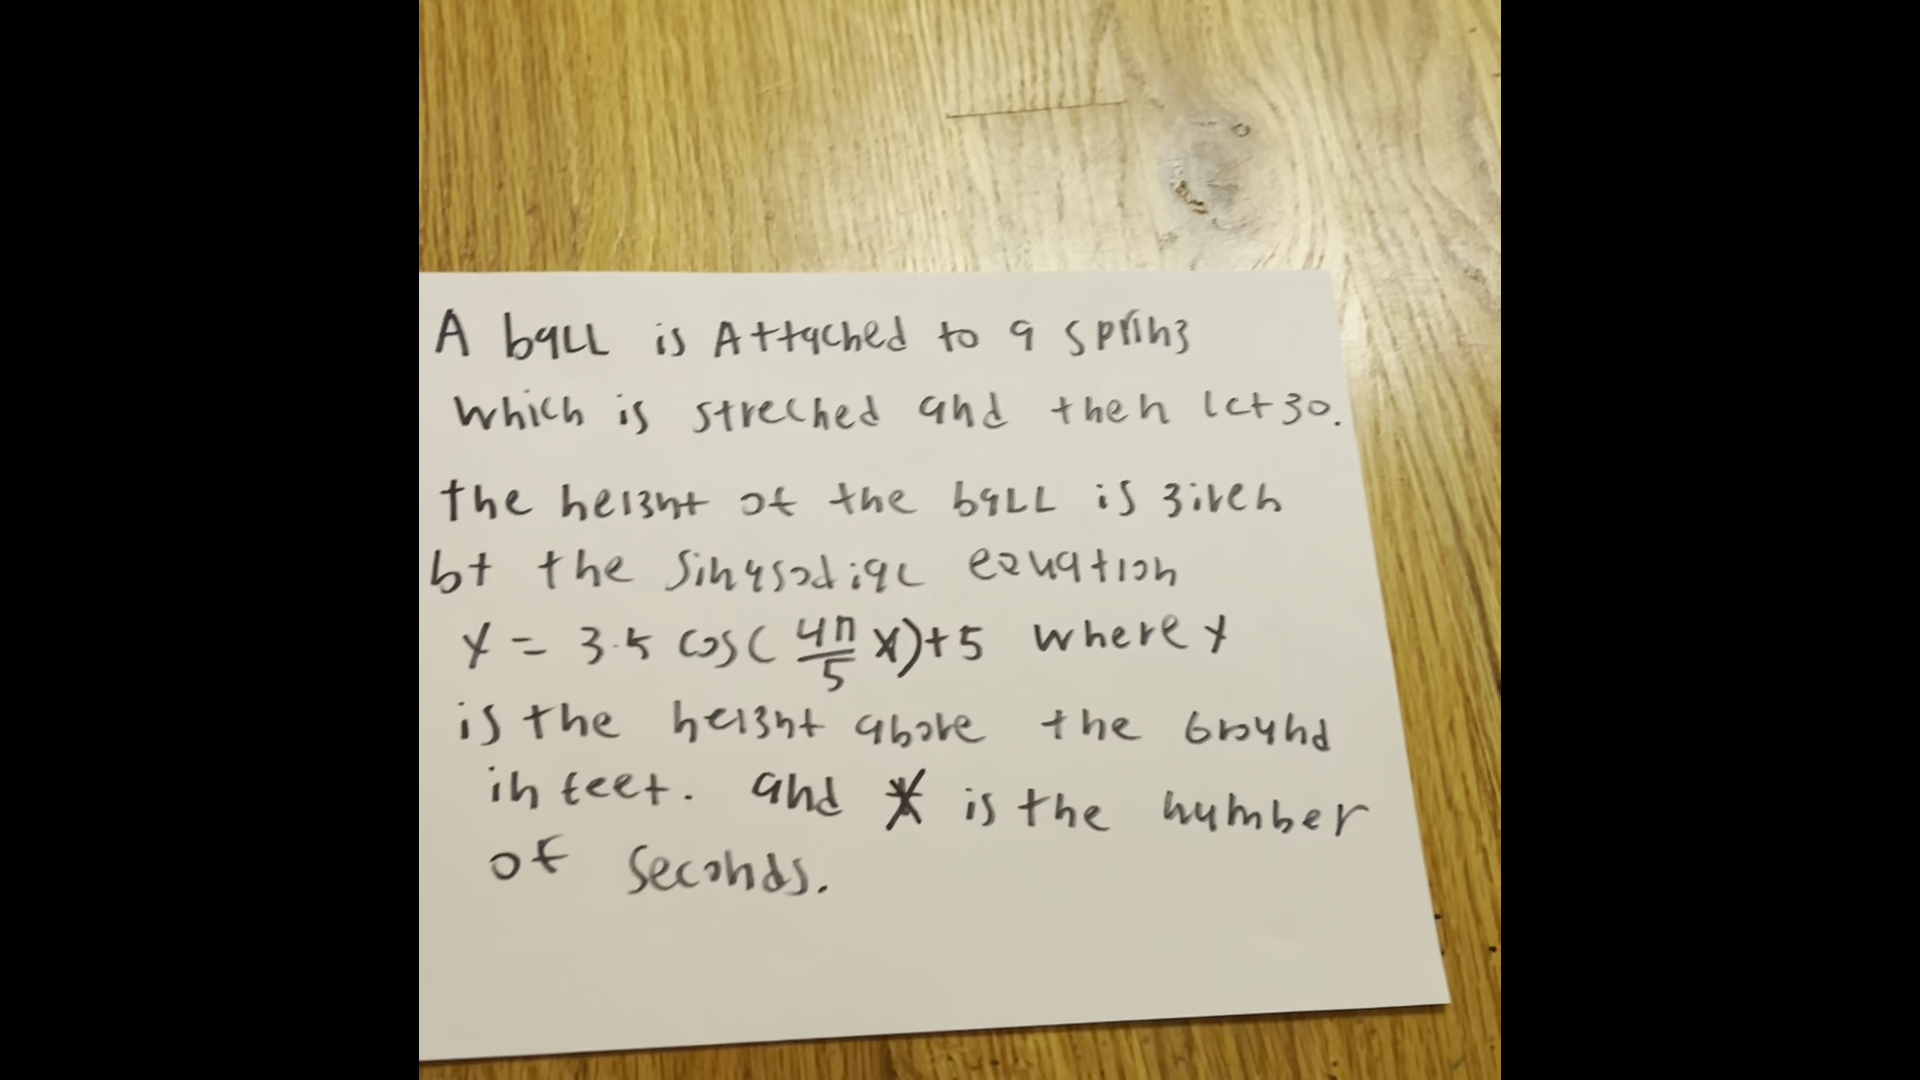 A ball is Attached to a spring
which is streched and then let go.
the height of the ball is given
bt the sinusodial equation
y = 3.5 cos( 4π/5 x)+5 where y
is the height above the Ground
in feet. and x is the number
of seconds.